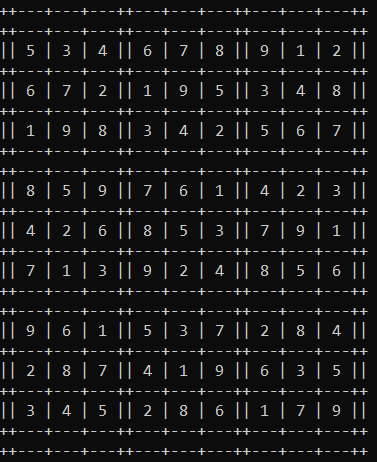 ++---+---+---++---+---+---++---+---+---++
++---+---+---++---+---+---++---+---+---++
|| 5 | 3 | 4 || 6 | 7 | 8 || 9 | 1 | 2 ||
++---+---+---++---+---+---++---+---+---++
|| 6 | 7 | 2 || 1 | 9 | 5 || 3 | 4 | 8 ||
++---+---+---++---+---+---++---+---+---++
|| 1 | 9 | 8 || 3 | 4 | 2 || 5 | 6 | 7 ||
++---+---+---++---+---+---++---+---+---++
++---+---+---++---+---+---++---+---+---++
|| 8 | 5 | 9 || 7 | 6 | 1 || 4 | 2 | 3 ||
++---+---+---++---+---+---++---+---+---++
|| 4 | 2 | 6 || 8 | 5 | 3 || 7 | 9 | 1 ||
++---+---+---++---+---+---++---+---+---++
|| 7 | 1 | 3 || 9 | 2 | 4 || 8 | 5 | 6 ||
++---+---+---++---+---+---++---+---+---++
++---+---+---++---+---+---++---+---+---++
|| 9 | 6 | 1 || 5 | 3 | 7 || 2 | 8 | 4 ||
++---+---+---++---+---+---++---+---+---++
|| 2 | 8 | 7 || 4 | 1 | 9 || 6 | 3 | 5 ||
++---+---+---++---+---+---++---+---+---++
|| 3 | 4 | 5 || 2 | 8 | 6 || 1 | 7 | 9 ||
++---+---+---++---+---+---++---+---+---++
++---+---+---++---+---+---++---+---+---++